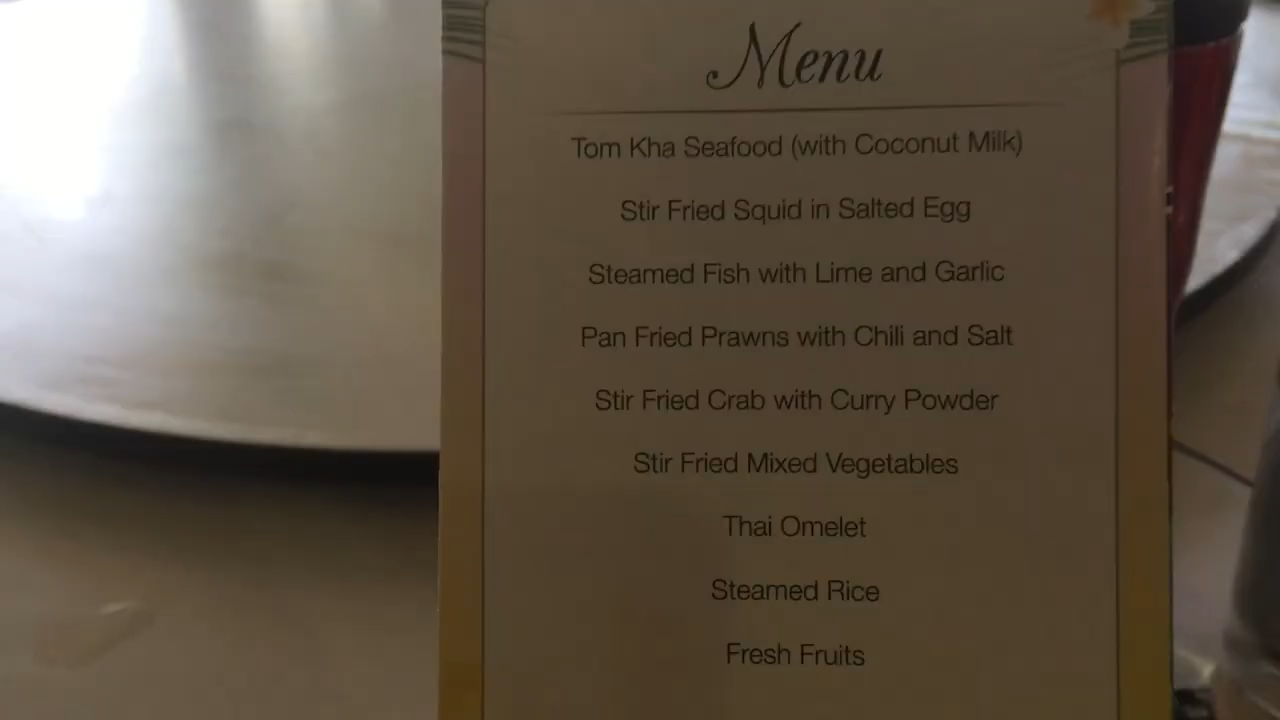 Menu
Tom Kha Seafood (with Coconut Milk)
Stir Fried Squid in Salted Egg
Steamed Fish with Lime and Garlic
Pan Fried Prawns with Chili and Salt
Stir Fried Crab with Curry Powder
Stir Fried Mixed Vegetables
Thai Omelet
Steamed Rice
Fresh Fruits